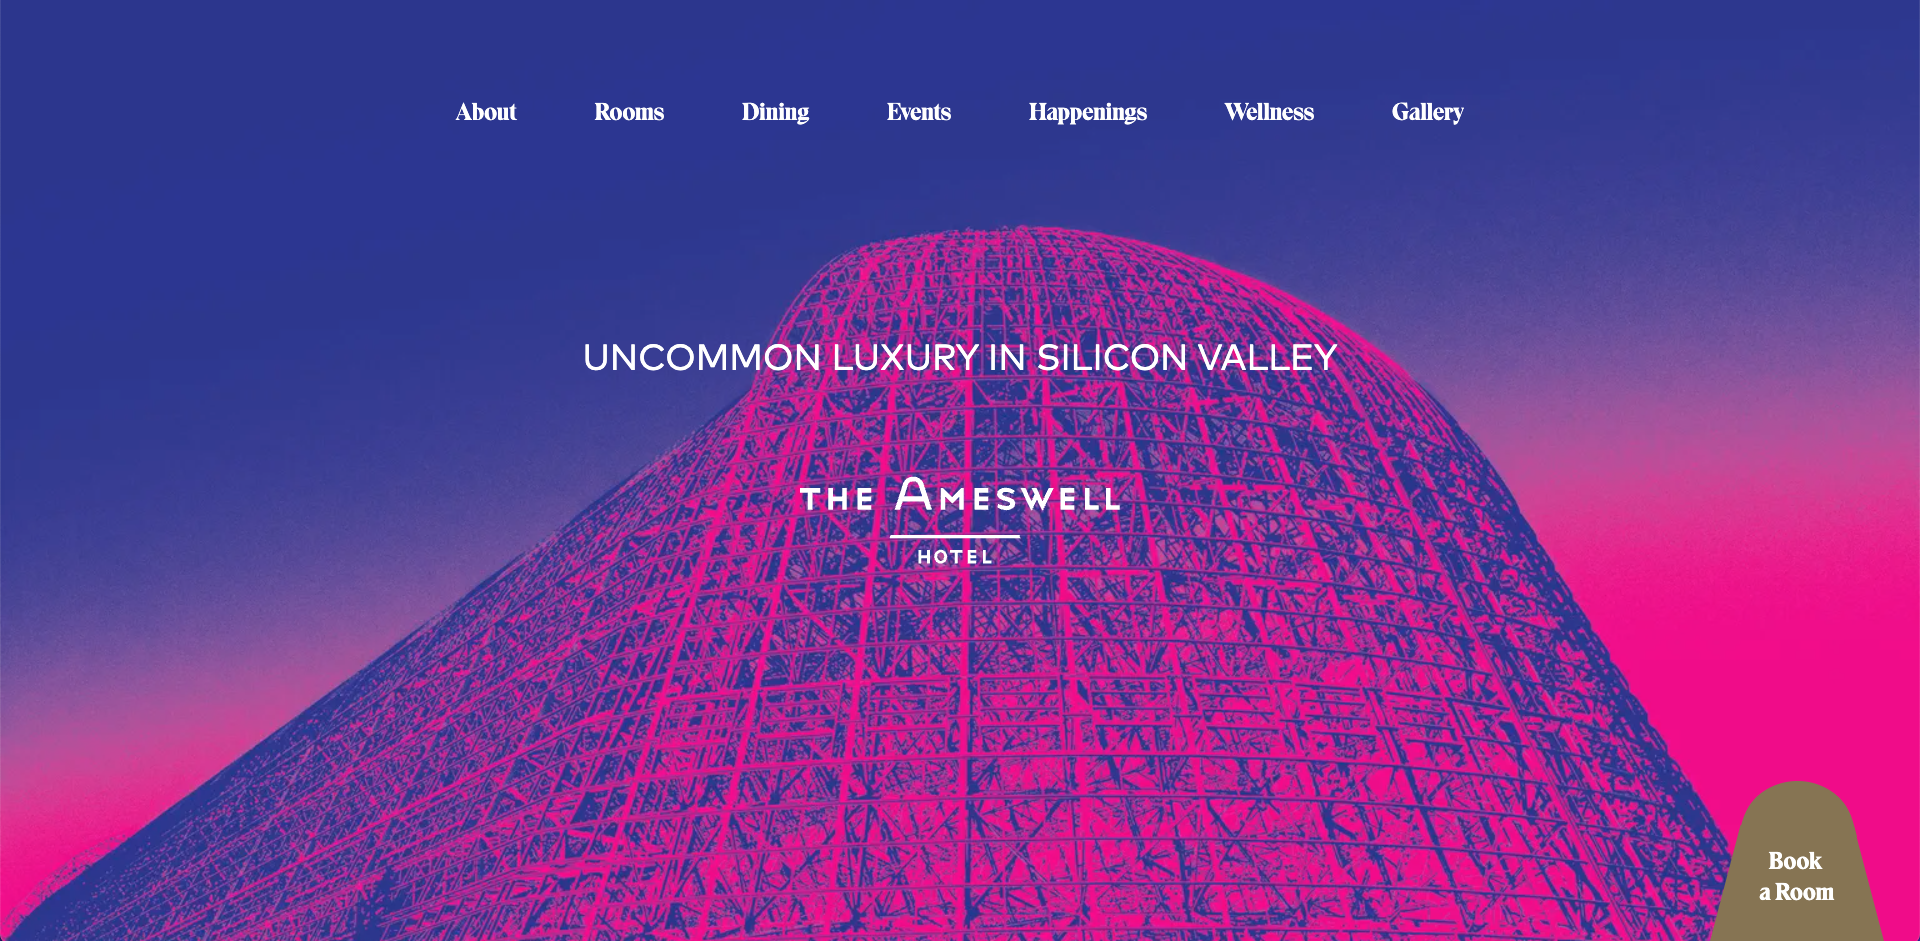 About Rooms Dining Events Happenings Wellness Gallery
UNCOMMON LUXURY IN SILICON VALLEY
THE AMESWELL
HOTEL
Book
a Room